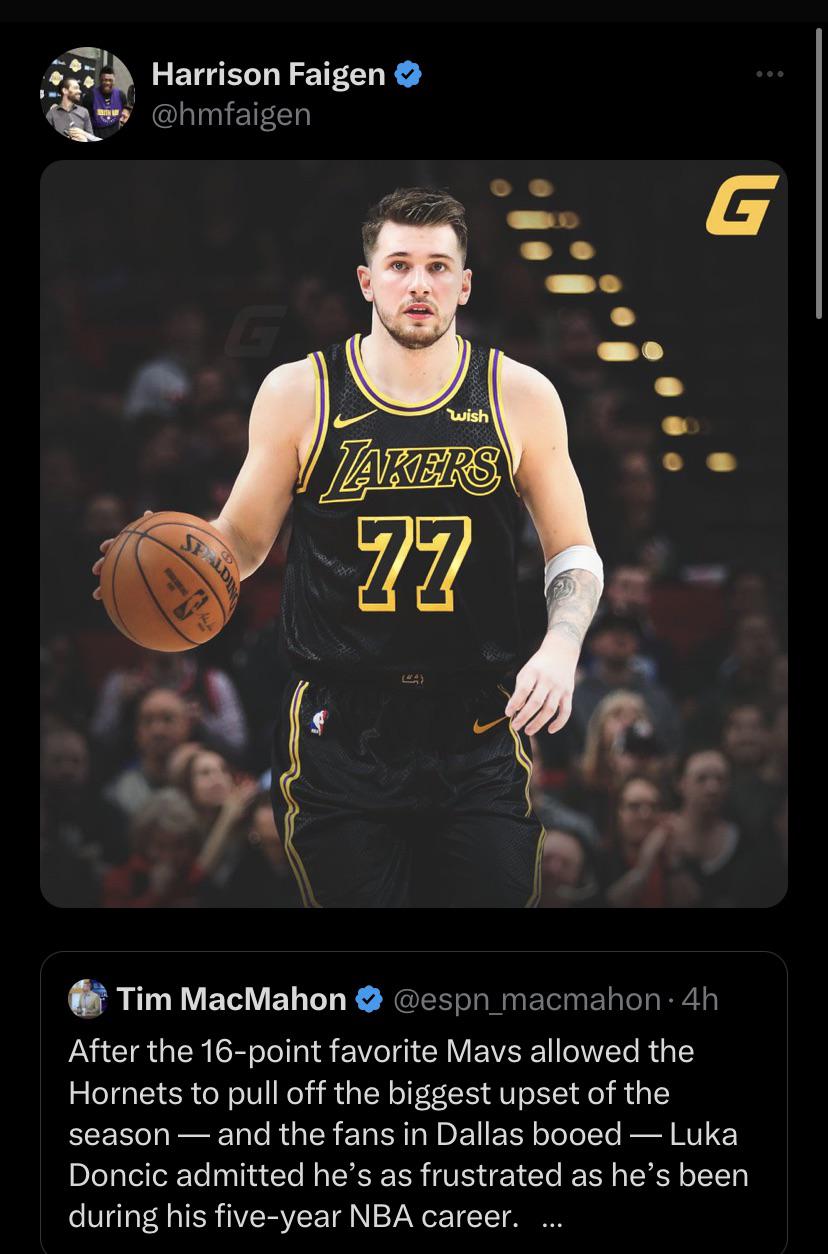 Harrison Faigen
@hmfaigen
G
G
wish
LAKERS
77
SPALDING
Tim MacMahon @espn_macmahon · 4h
After the 16-point favorite Mavs allowed the
Hornets to pull off the biggest upset of the
season — and the fans in Dallas booed — Luka
Doncic admitted he’s as frustrated as he’s been
during his five-year NBA career. ...